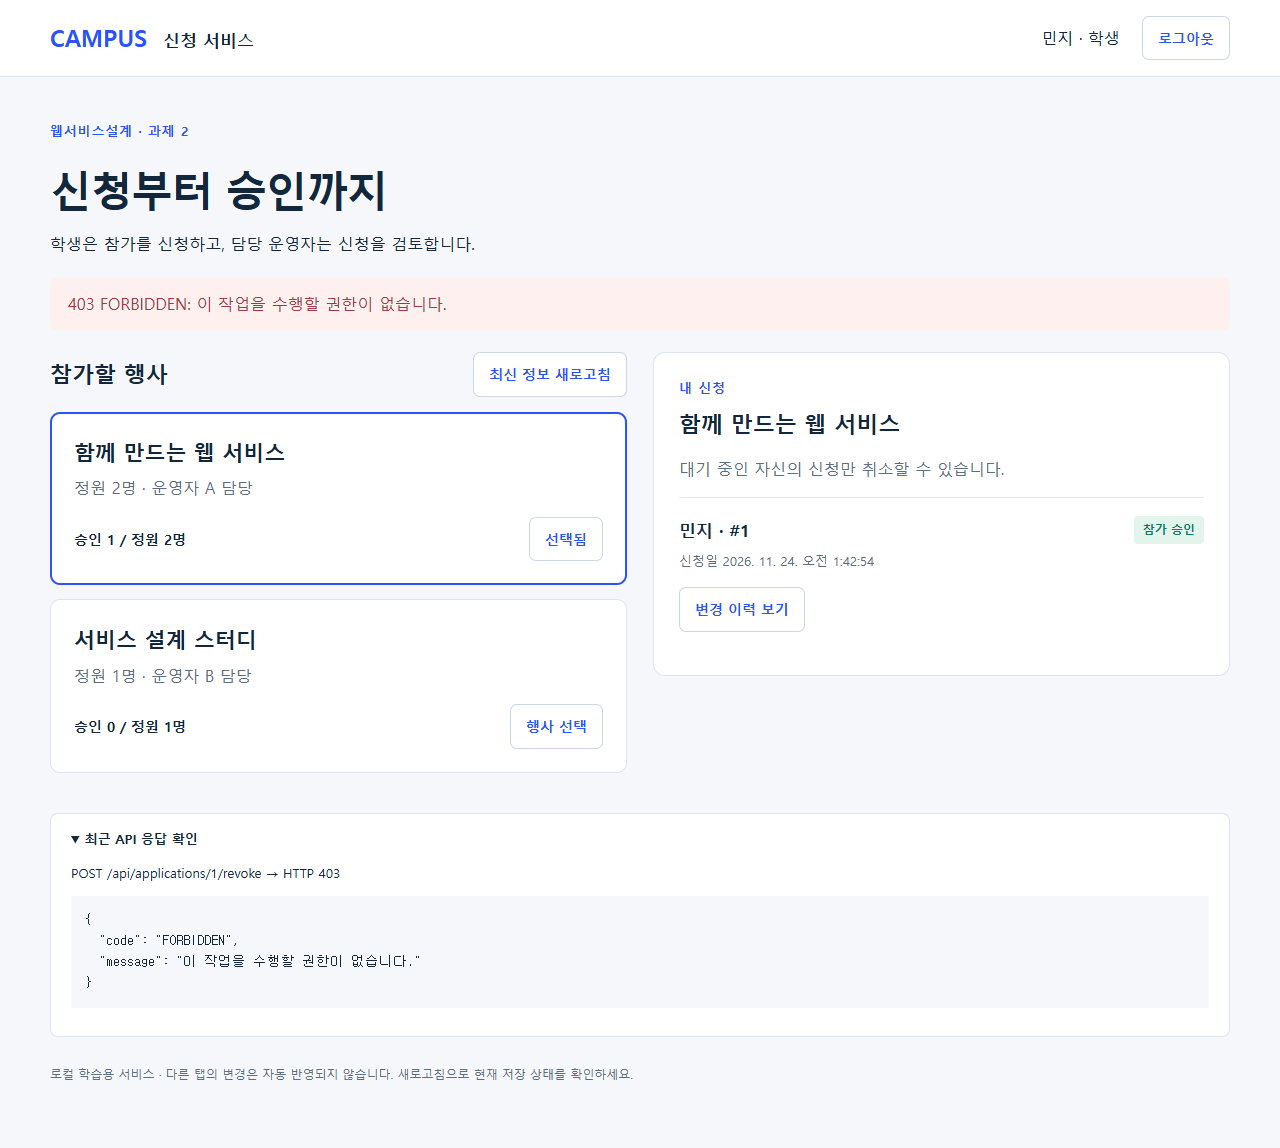 CAMPUS 신청 서비스
민지 · 학생
로그아웃
웹서비스설계 · 과제 2
신청부터 승인까지
학생은 참가를 신청하고, 담당 운영자는 신청을 검토합니다.
403 FORBIDDEN: 이 작업을 수행할 권한이 없습니다.
참가할 행사
최신 정보 새로고침
함께 만드는 웹 서비스
정원 2명 · 운영자 A 담당
승인 1 / 정원 2명
선택됨
서비스 설계 스터디
정원 1명 · 운영자 B 담당
승인 0 / 정원 1명
행사 선택
내 신청
함께 만드는 웹 서비스
대기 중인 자신의 신청만 취소할 수 있습니다.
민지 · #1
참가 승인
신청일 2026. 11. 24. 오전 1:42:54
변경 이력 보기
▼ 최근 API 응답 확인
POST /api/applications/1/revoke → HTTP 403
{
"code": "FORBIDDEN",
"message": "이 작업을 수행할 권한이 없습니다."
}
로컬 학습용 서비스 · 다른 탭의 변경은 자동 반영되지 않습니다. 새로고침으로 현재 저장 상태를 확인하세요.